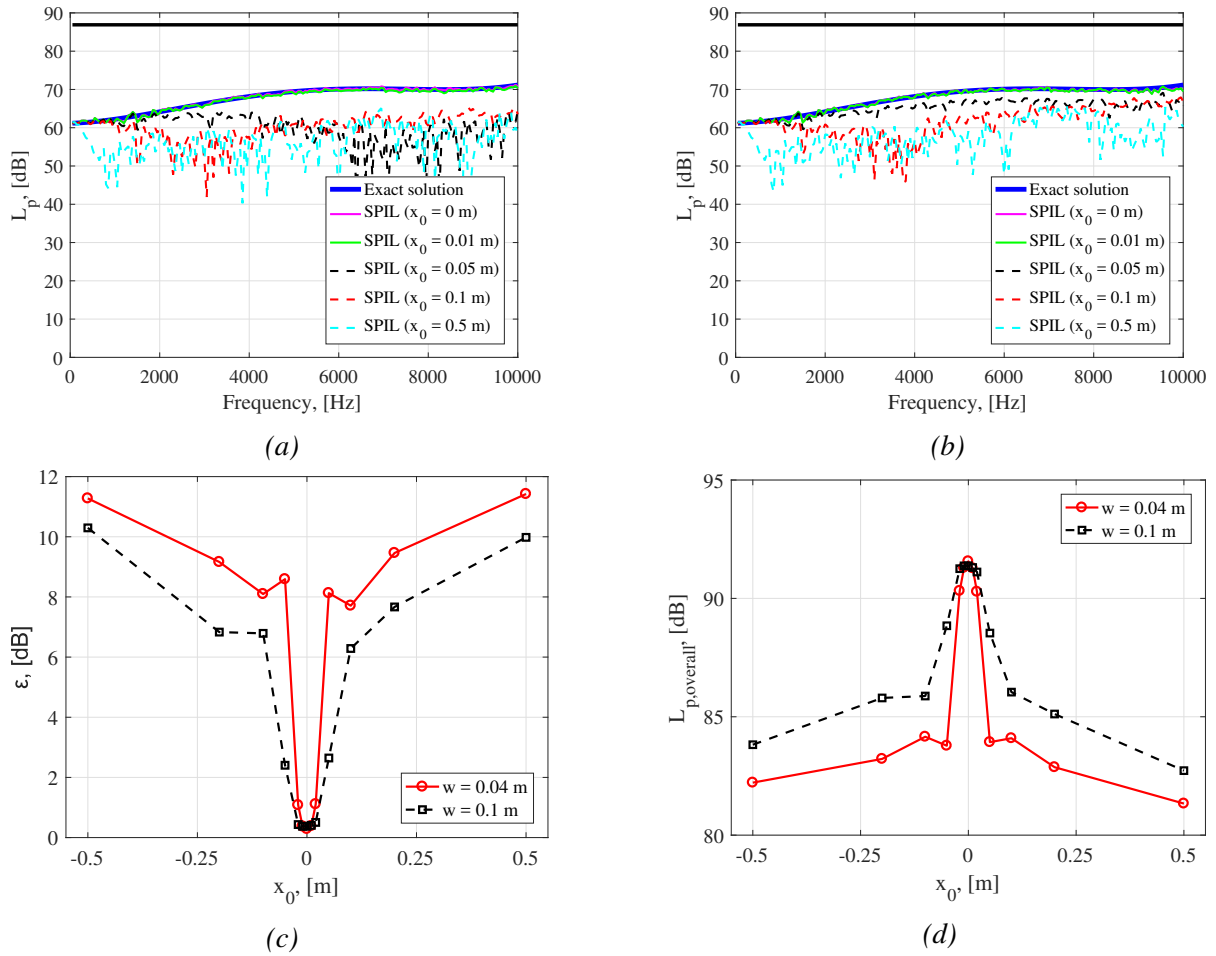 90
80
70
60
50
40
30
20
10
0
L_p, [dB]
0 2000 4000 6000 8000 10000
Frequency, [Hz]
Exact solution
SPIL (x_0 = 0 m)
SPIL (x_0 = 0.01 m)
SPIL (x_0 = 0.05 m)
SPIL (x_0 = 0.1 m)
SPIL (x_0 = 0.5 m)
(a)
90
80
70
60
50
40
30
20
10
0
L_p, [dB]
0 2000 4000 6000 8000 10000
Frequency, [Hz]
Exact solution
SPIL (x_0 = 0 m)
SPIL (x_0 = 0.01 m)
SPIL (x_0 = 0.05 m)
SPIL (x_0 = 0.1 m)
SPIL (x_0 = 0.5 m)
(b)
12
10
8
6
4
2
0
ε, [dB]
-0.5 -0.25 0 0.25 0.5
x_0, [m]
w = 0.04 m
w = 0.1 m
(c)
95
90
85
80
L_p,overall, [dB]
-0.5 -0.25 0 0.25 0.5
x_0, [m]
w = 0.04 m
w = 0.1 m
(d)